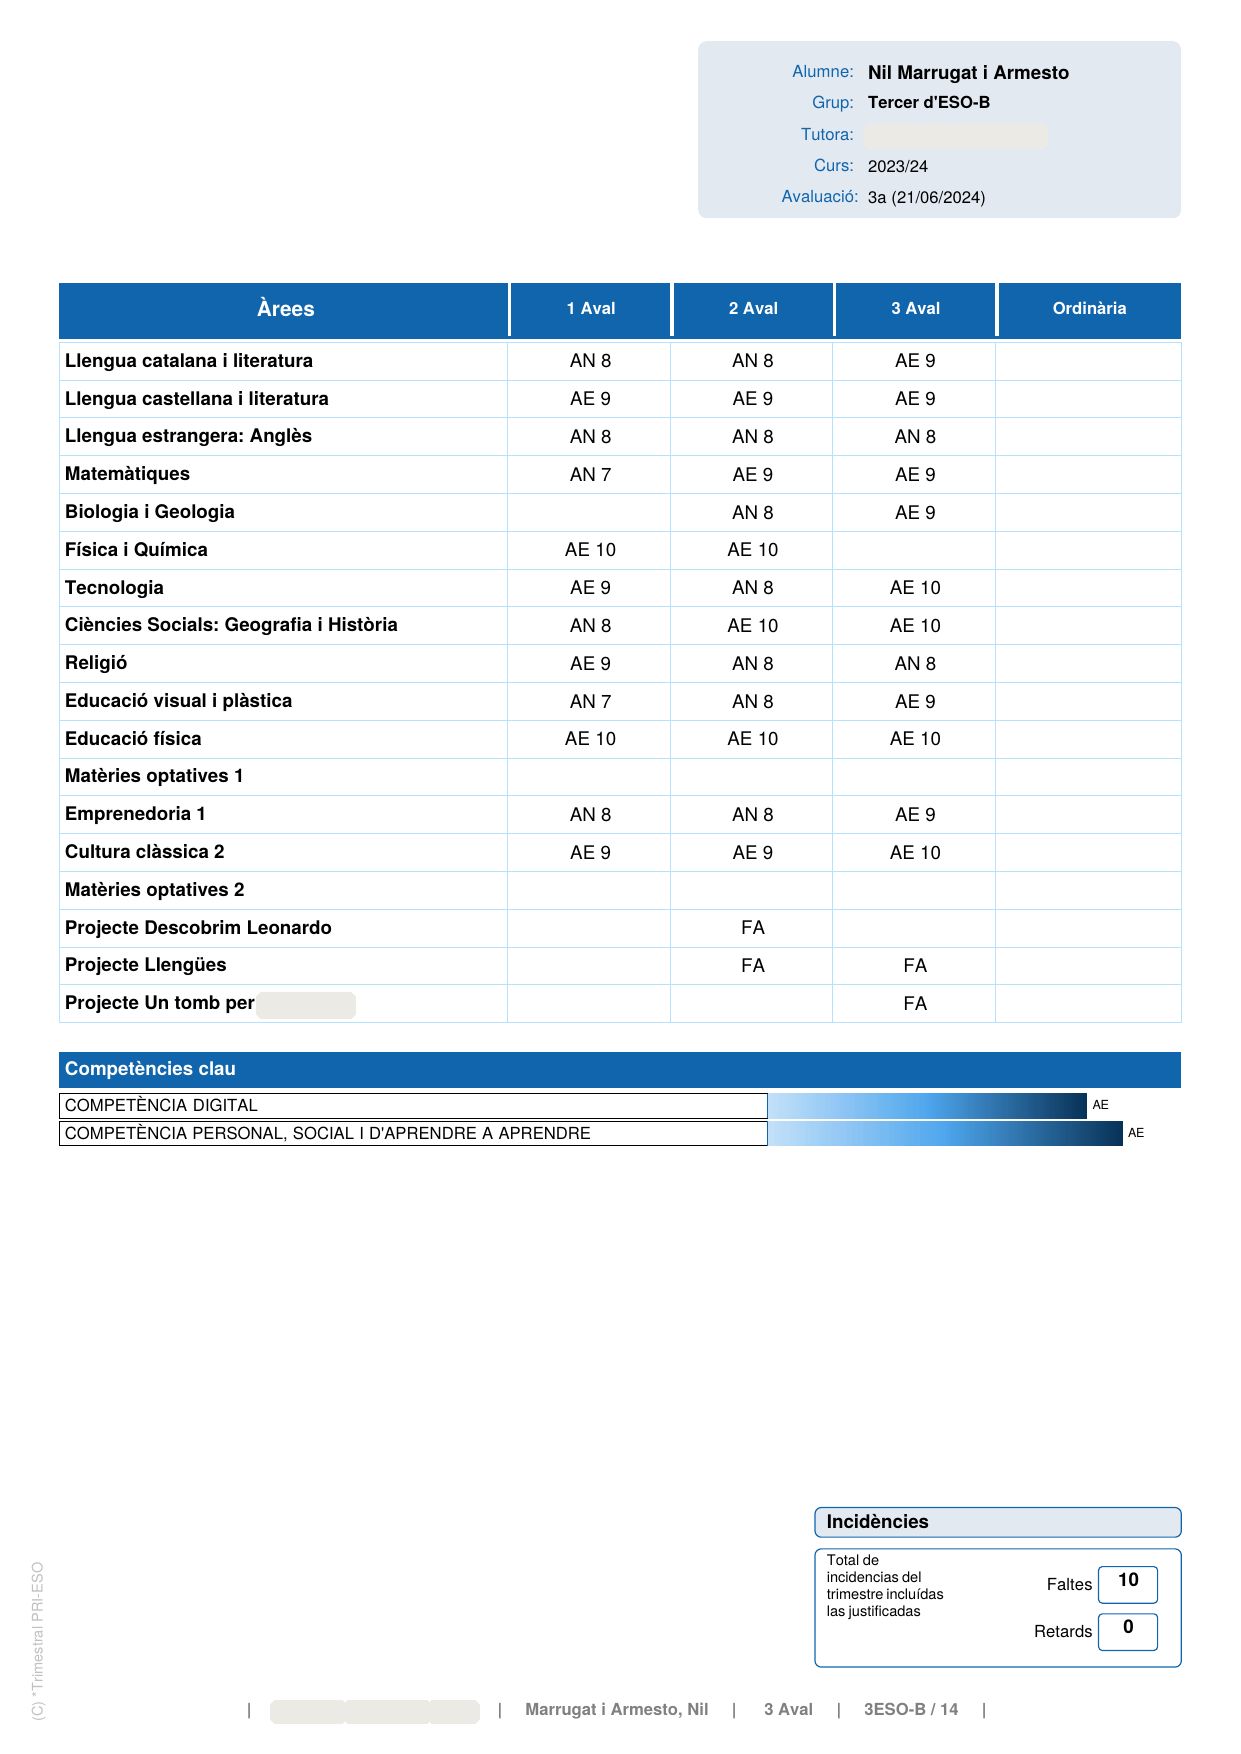 Alumne: Nil Marrugat i Armesto
Grup: Tercer d'ESO-B
Tutora:
Curs: 2023/24
Avaluació: 3a (21/06/2024)
Àrees 1 Aval 2 Aval 3 Aval Ordinària
Llengua catalana i literatura AN 8 AN 8 AE 9
Llengua castellana i literatura AE 9 AE 9 AE 9
Llengua estrangera: Anglès AN 8 AN 8 AN 8
Matemàtiques AN 7 AE 9 AE 9
Biologia i Geologia AN 8 AE 9
Física i Química AE 10 AE 10
Tecnologia AE 9 AN 8 AE 10
Ciències Socials: Geografia i Història AN 8 AE 10 AE 10
Religió AE 9 AN 8 AN 8
Educació visual i plàstica AN 7 AN 8 AE 9
Educació física AE 10 AE 10 AE 10
Matèries optatives 1
Emprenedoria 1 AN 8 AN 8 AE 9
Cultura clàssica 2 AE 9 AE 9 AE 10
Matèries optatives 2
Projecte Descobrim Leonardo FA
Projecte Llengües FA FA
Projecte Un tomb per FA
Competències clau
COMPETÈNCIA DIGITAL AE
COMPETÈNCIA PERSONAL, SOCIAL I D'APRENDRE A APRENDRE AE
Incidències
Total de
incidencias del
trimestre incluídas
las justificadas
Faltes 10
Retards 0
(C) *Trimestral PRI-ESO
| | Marrugat i Armesto, Nil | 3 Aval | 3ESO-B / 14 |